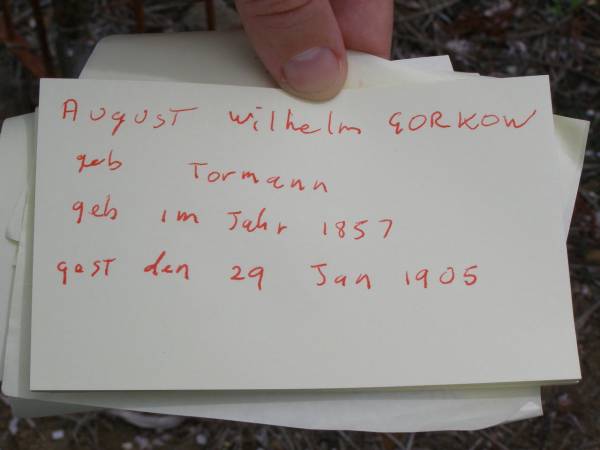 August Wilhelm GORKOW
geb Tormann
geb im Jahr 1857
gest den 29 Jan 1905